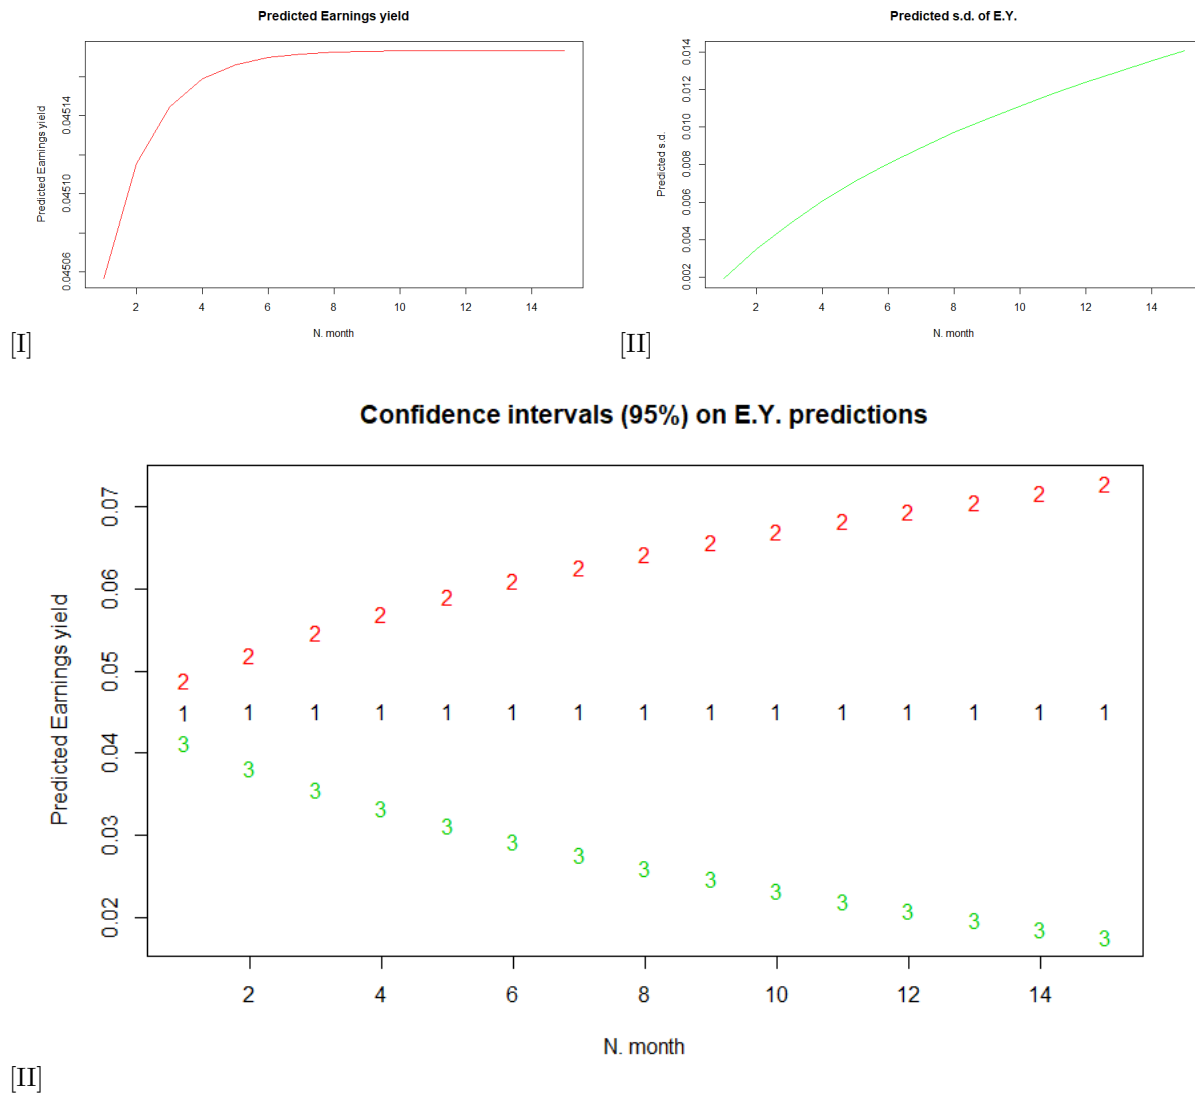 Predicted Earnings yield
Predicted Earnings yield
0.04506
0.04510
0.04514
2 4 6 8 10 12 14
N. month
[I]
Predicted s.d. of E.Y.
Predicted s.d.
0.002
0.004
0.006
0.008
0.010
0.012
0.014
2 4 6 8 10 12 14
N. month
[II]
Confidence intervals (95%) on E.Y. predictions
Predicted Earnings yield
0.02
0.03
0.04
0.05
0.06
0.07
2 2 2 2 2 2 2 2 2 2 2 2 2 2 2
1 1 1 1 1 1 1 1 1 1 1 1 1 1 1
3 3 3 3 3 3 3 3 3 3 3 3 3 3 3
2 4 6 8 10 12 14
N. month
[II]